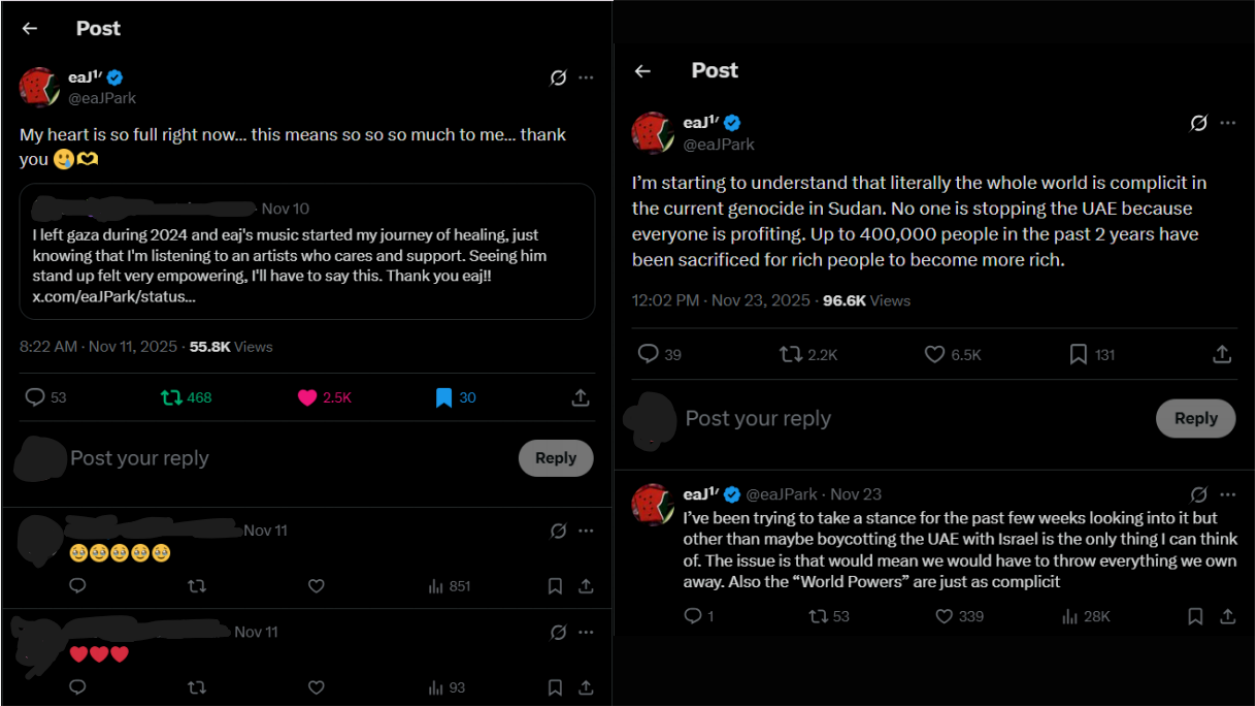 Post
eaJ¹′
@eaJPark
My heart is so full right now... this means so so so much to me... thank
you 🥲🫶
Nov 10
I left gaza during 2024 and eaj's music started my journey of healing, just
knowing that I'm listening to an artists who cares and support. Seeing him
stand up felt very empowering, I'll have to say this. Thank you eaj!!
x.com/eaJPark/status...
8:22 AM · Nov 11, 2025 · 55.8K Views
53 468 2.5K 30
Post your reply
Reply
Nov 11
🥹🥹🥹🥹🥹
851
Nov 11
❤️❤️❤️
93
Post
eaJ¹′
@eaJPark
I'm starting to understand that literally the whole world is complicit in
the current genocide in Sudan. No one is stopping the UAE because
everyone is profiting. Up to 400,000 people in the past 2 years have
been sacrificed for rich people to become more rich.
12:02 PM · Nov 23, 2025 · 96.6K Views
39 2.2K 6.5K 131
Post your reply
Reply
eaJ¹′ @eaJPark · Nov 23
I've been trying to take a stance for the past few weeks looking into it but
other than maybe boycotting the UAE with Israel is the only thing I can think
of. The issue is that would mean we would have to throw everything we own
away. Also the “World Powers” are just as complicit
1 53 339 28K